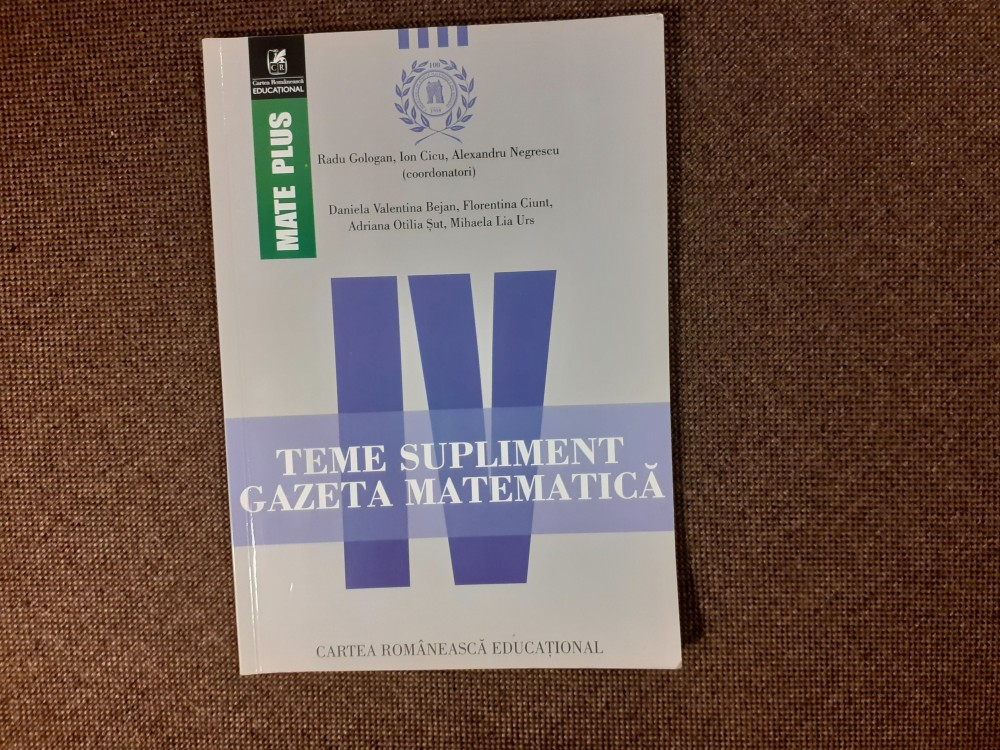 C R
Cartea Românească
EDUCAȚIONAL
MATE PLUS
Radu Gologan, Ion Cicu, Alexandru Negrescu
(coordonatori)
Daniela Valentina Bejan, Florentina Ciunt,
Adriana Otilia Șut, Mihaela Lia Urs
IV
TEME SUPLIMENT
GAZETA MATEMATICĂ
CARTEA ROMÂNEASCĂ EDUCAȚIONAL